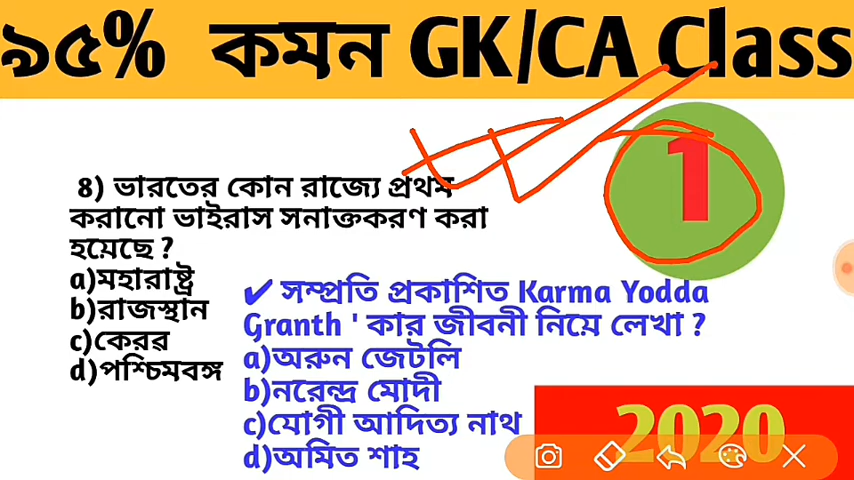 ৯৫% কমন GK/CA Class
1
8) ভারতের কোন রাজ্যে প্রথম
করানো ভাইরাস সনাক্তকরণ করা
হয়েছে ?
a)মহারাষ্ট্র
b)রাজস্থান
c)কেরল
d)পশ্চিমবঙ্গ
✔ সম্প্রতি প্রকাশিত Karma Yodda
Granth ' কার জীবনী নিয়ে লেখা ?
a)অরুন জেটলি
b)নরেন্দ্র মোদী
c)যোগী আদিত্য নাথ
d)অমিত শাহ
2020